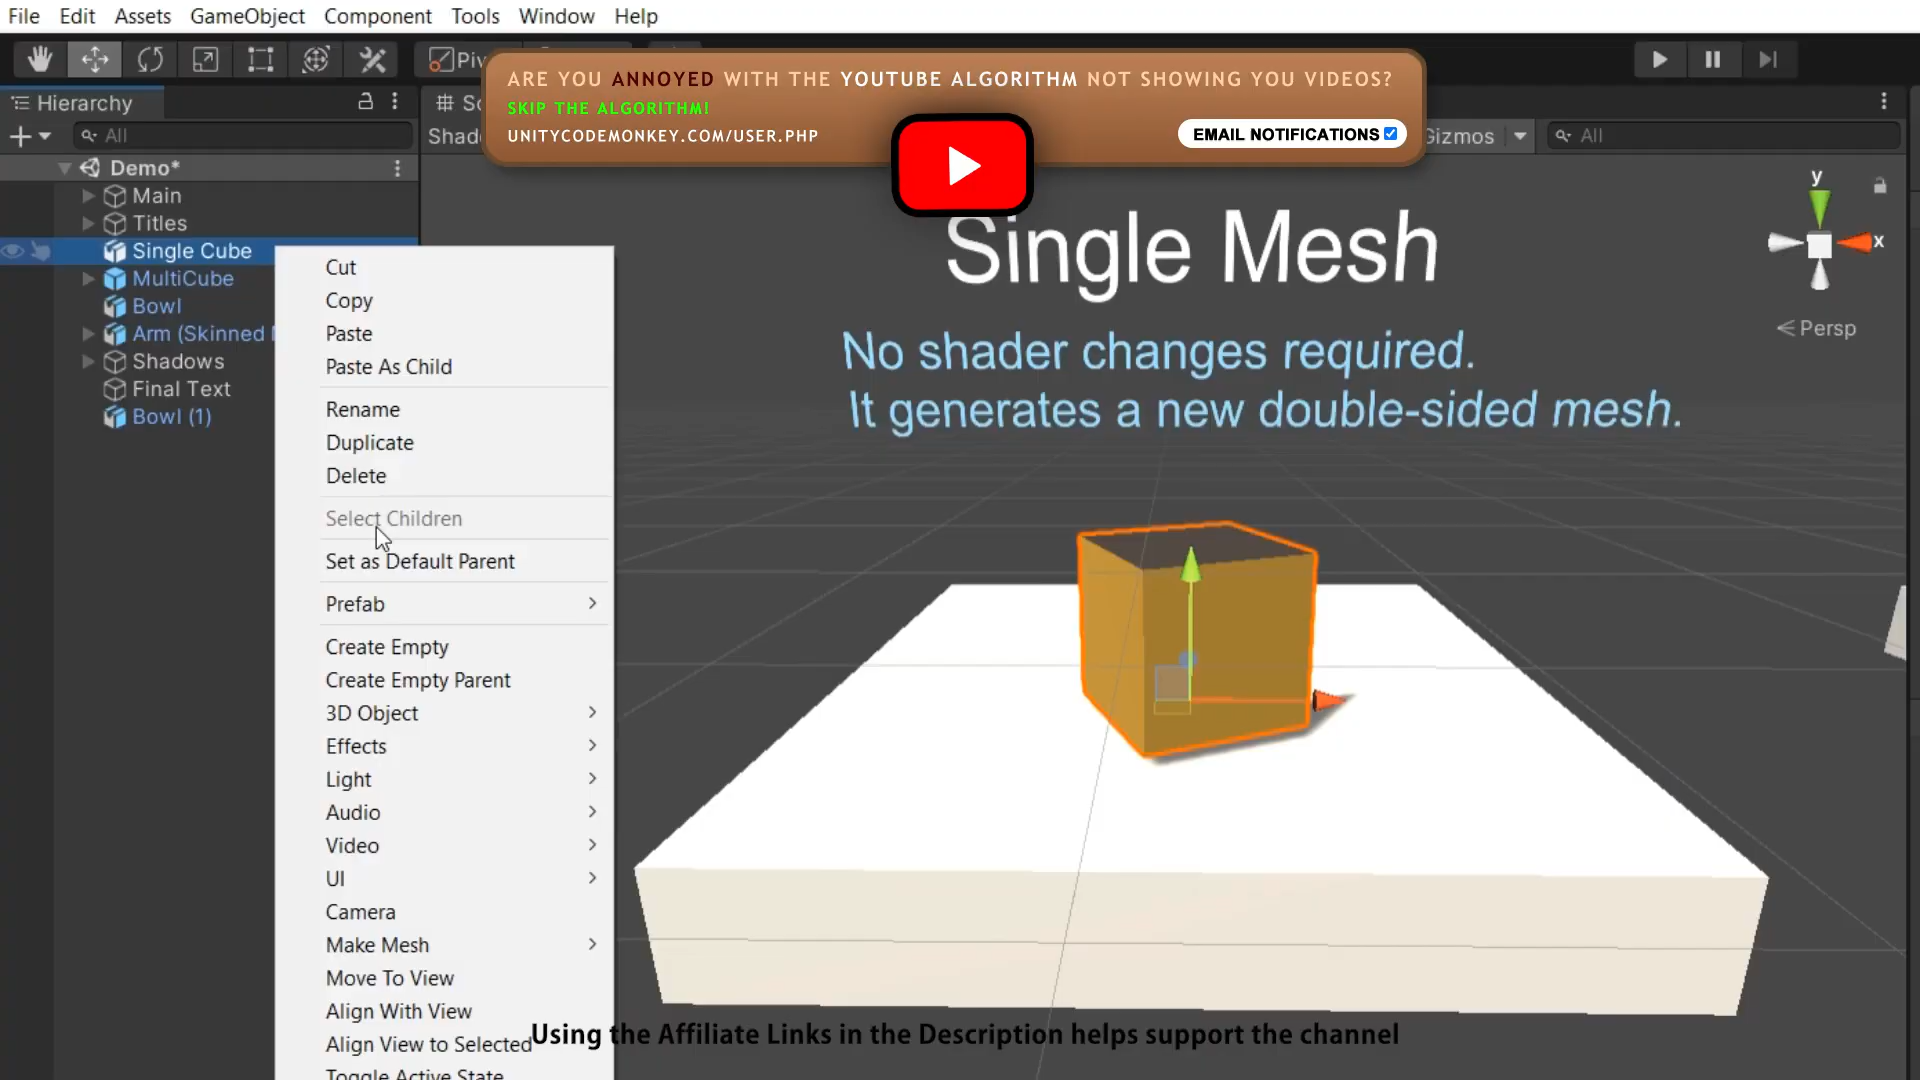 File Edit Assets GameObject Component Tools Window Help
ARE YOU ANNOYED WITH THE YOUTUBE ALGORITHM NOT SHOWING YOU VIDEOS?
SKIP THE ALGORITHM!
UNITYCODEMONKEY.COM/USER.PHP
EMAIL NOTIFICATIONS
Hierarchy
All
Gizmos
All
Demo*
Main
Titles
Single Cube
MultiCube
Bowl
Arm (Skinned
Shadows
Final Text
Bowl (1)
Cut
Copy
Paste
Paste As Child
Rename
Duplicate
Delete
Select Children
Set as Default Parent
Prefab
Create Empty
Create Empty Parent
3D Object
Effects
Light
Audio
Video
UI
Camera
Make Mesh
Move To View
Align With View
Align View to Selected
Toggle Active State
Single Mesh
No shader changes required.
It generates a new double-sided mesh.
y
x
Persp
Using the Affiliate Links in the Description helps support the channel